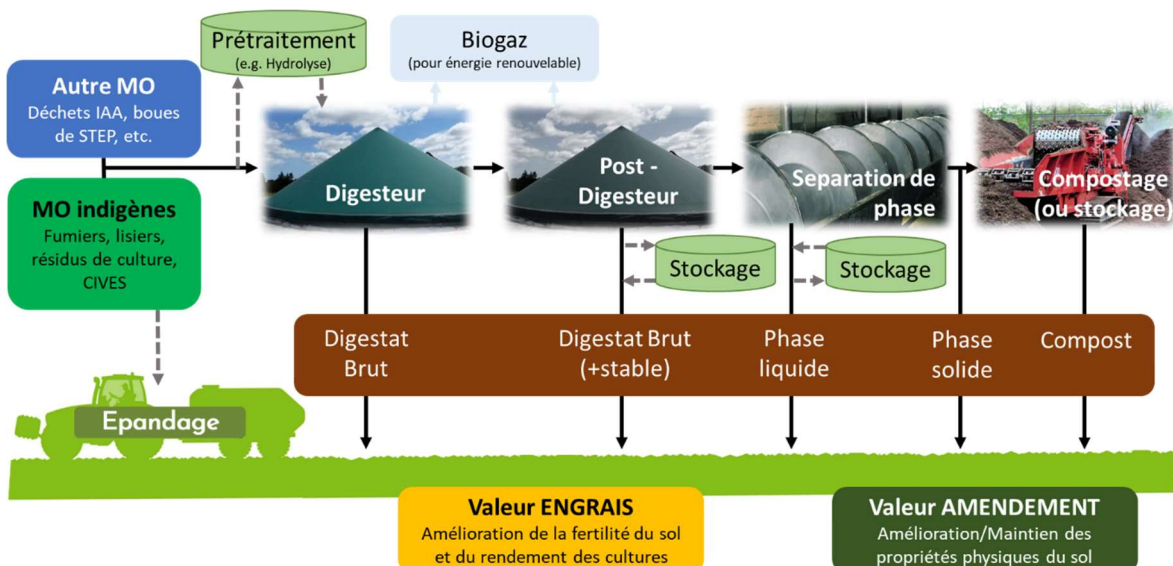 Prétraitement
(e.g. Hydrolyse)
Biogaz
(pour énergie renouvelable)
Autre MO
Déchets IAA, boues
de STEP, etc.
MO indigènes
Fumiers, lisiers,
résidus de culture,
CIVES
Digesteur
Post -
Digesteur
Separation de
phase
Compostage
(ou stockage)
Stockage
Stockage
Digestat
Brut
Digestat Brut
(+stable)
Phase
liquide
Phase
solide
Compost
Epandage
Valeur ENGRAIS
Amélioration de la fertilité du sol
et du rendement des cultures
Valeur AMENDEMENT
Amélioration/Maintien des
propriétés physiques du sol